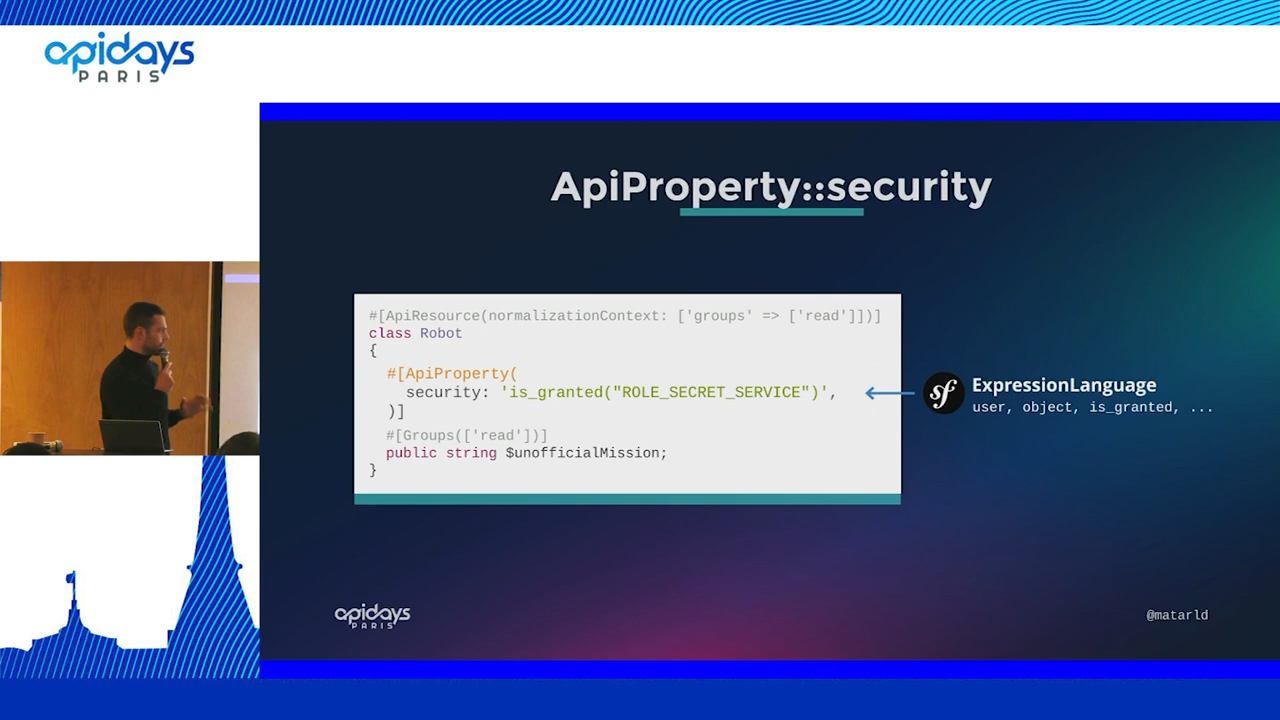 apidays
PARIS
ApiProperty::security
#[ApiResource(normalizationContext: ['groups' => ['read']])]
class Robot
{
#[ApiProperty(
security: 'is_granted("ROLE_SECRET_SERVICE")',
)]
#[Groups(['read'])]
public string $unofficialMission;
}
sf
ExpressionLanguage
user, object, is_granted, ...
apidays
PARIS
@matarld